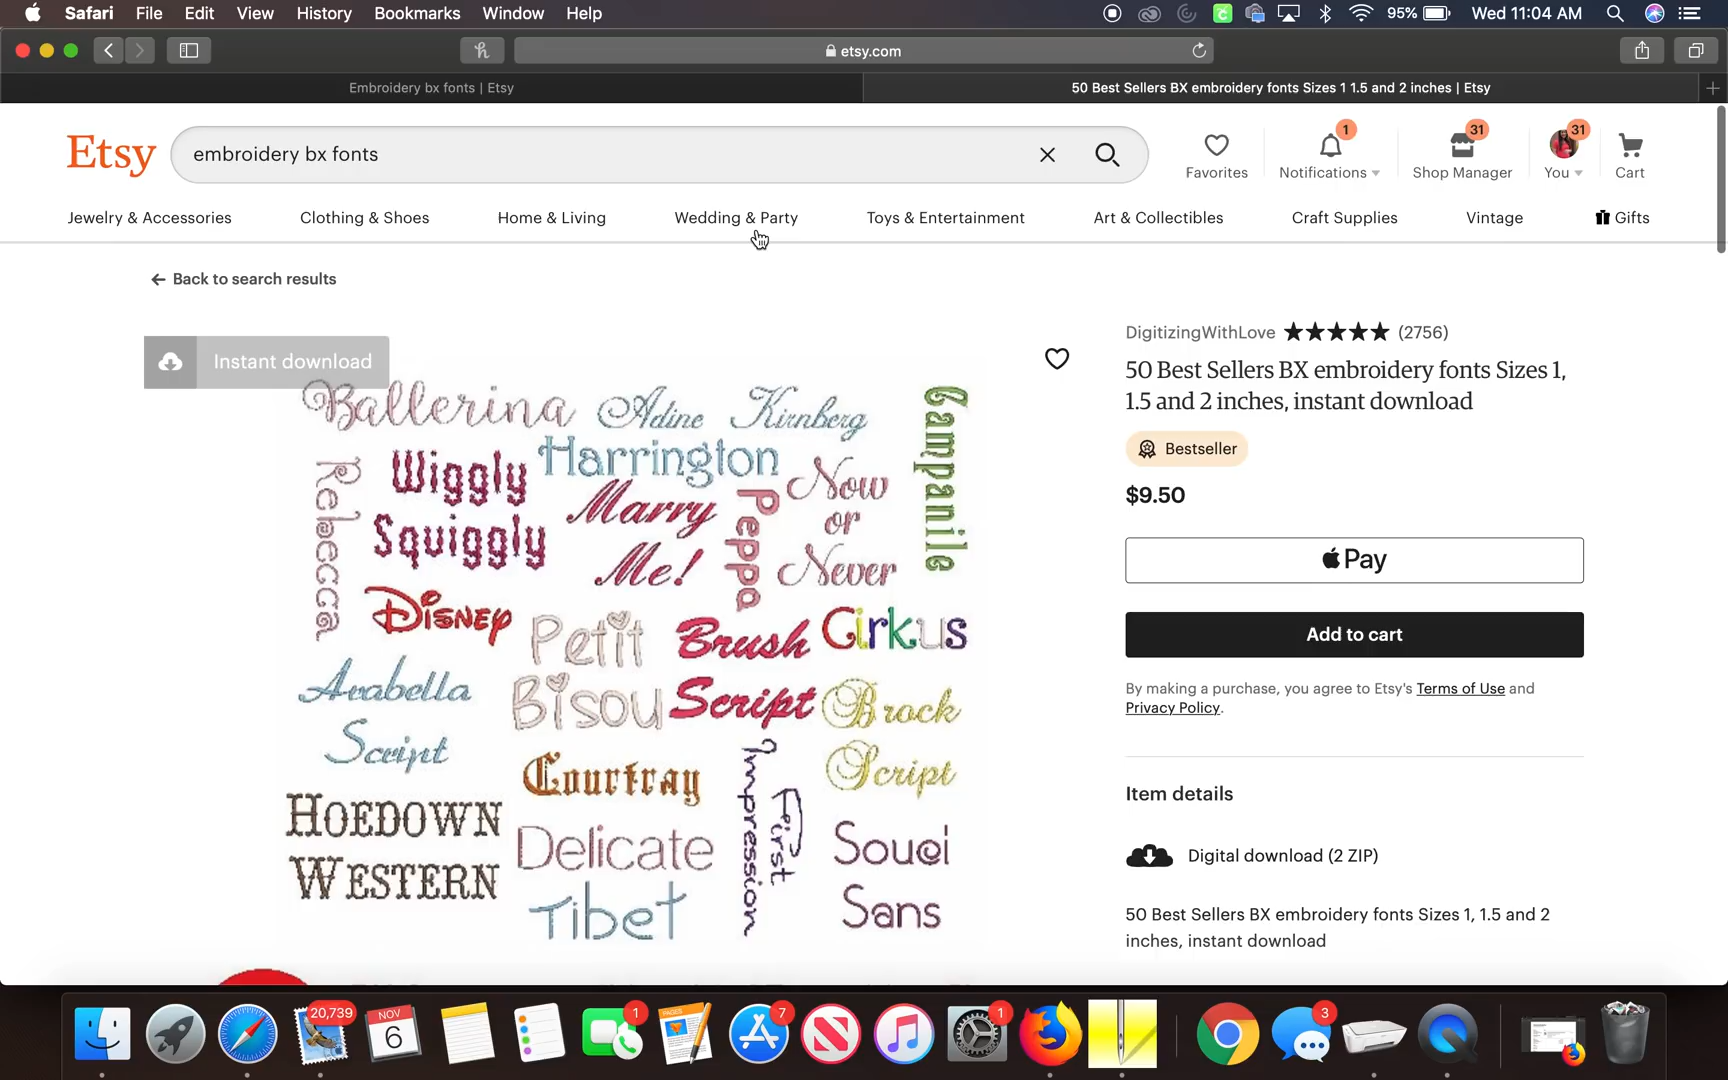 Safari File Edit View History Bookmarks Window Help 95% Wed 11:04 AM
etsy.com
Embroidery bx fonts | Etsy
50 Best Sellers BX embroidery fonts Sizes 1 1.5 and 2 inches | Etsy
Etsy
embroidery bx fonts
Favorites
1
Notifications
31
Shop Manager
31
You
Cart
Jewelry & Accessories
Clothing & Shoes
Home & Living
Wedding & Party
Toys & Entertainment
Art & Collectibles
Craft Supplies
Vintage
Gifts
Back to search results
Instant download
Ballerina
Adine
Kirnberg
Campanile
Rebecca
Wiggly
Squiggly
Harrington
Marry
Me!
Peppa
Now
or
Never
Disney
Petit
Bisou
Brush
Script
Cirkus
Arabella
Script
Brock
Script
Courtray
First
Impression
Hoedown
Western
Delicate
Tibet
Souci
Sans
DigitizingWithLove (2756)
50 Best Sellers BX embroidery fonts Sizes 1,
1.5 and 2 inches, instant download
Bestseller
$9.50
Pay
Add to cart
By making a purchase, you agree to Etsy's Terms of Use and
Privacy Policy.
Item details
Digital download (2 ZIP)
50 Best Sellers BX embroidery fonts Sizes 1, 1.5 and 2
inches, instant download
20,739
NOV
6
1
PAGES
7
1
3